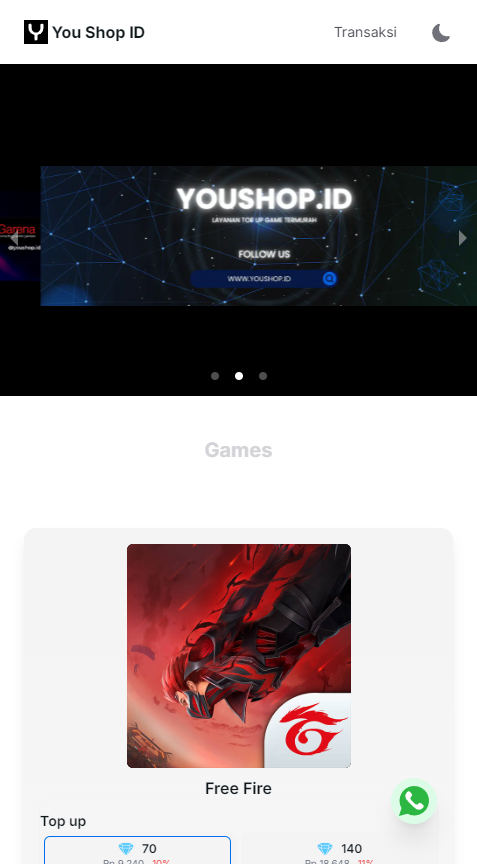 You Shop ID
Transaksi
Garena
@youshop.id
YOUSHOP.ID
LAYANAN TOP UP GAME TERMURAH
FOLLOW US
WWW.YOUSHOP.ID
Games
Free Fire
Top up
70
140
Rp 9.240 10%
Rp 18.648 11%